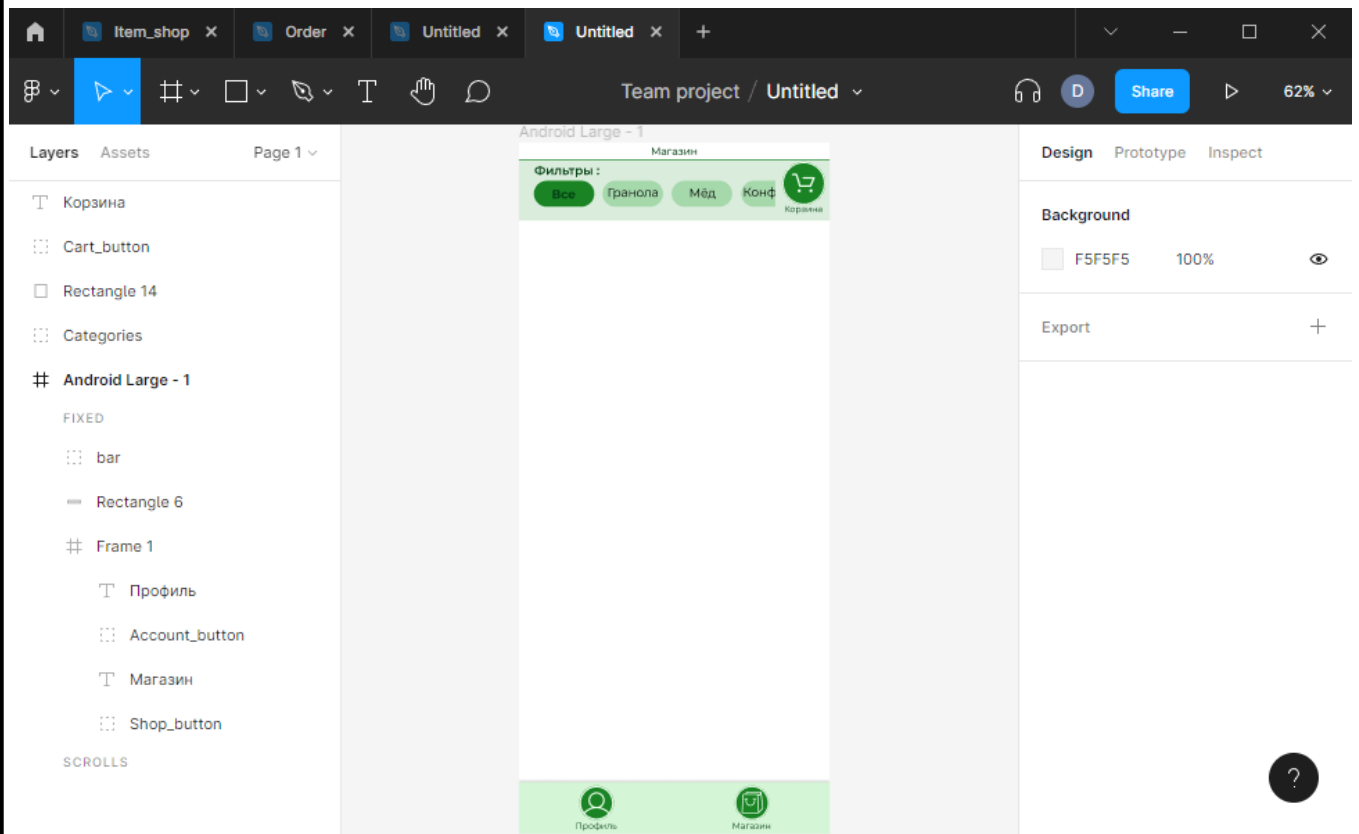 Item_shop
Order
Untitled
Untitled
Team project / Untitled
D
Share
62%
Layers Assets Page 1
Корзина
Cart_button
Rectangle 14
Categories
Android Large - 1
FIXED
bar
Rectangle 6
Frame 1
Профиль
Account_button
Магазин
Shop_button
SCROLLS
Android Large - 1
Магазин
Фильтры :
Все Гранола Мёд Конф
Корзина
Профиль Магазин
Design Prototype Inspect
Background
F5F5F5 100%
Export
?